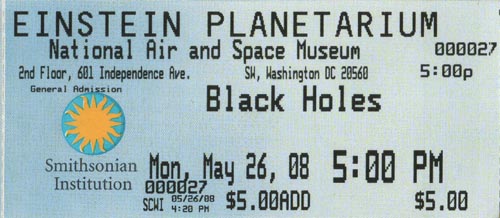 EINSTEIN PLANETARIUM
National Air and Space Museum 000027
2nd Floor, 601 Independence Ave. SW, Washington DC 20560 5:00p
General Admission
Black Holes
Smithsonian
Institution
Mon, May 26, 08 5:00 PM
000027
SCWI 05/26/08 $5.00ADD $5.00
4:20 PM